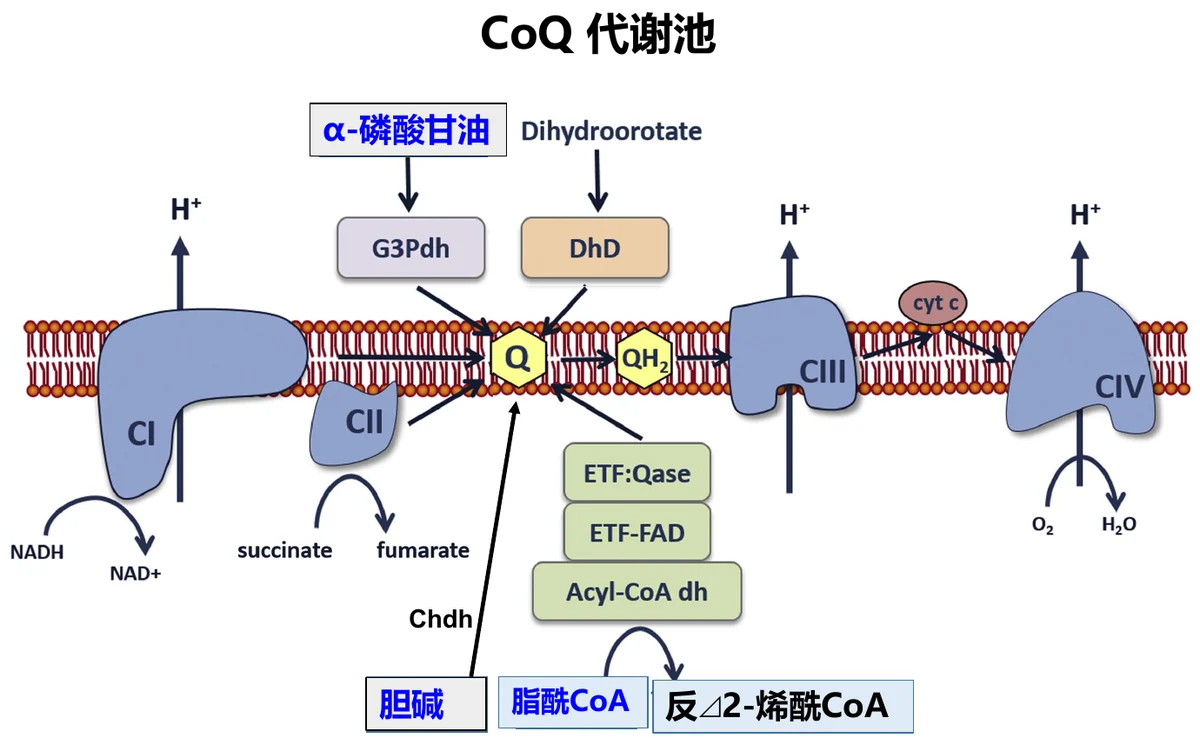 CoQ 代谢池
α-磷酸甘油
Dihydroorotate
H+
H+
H+
G3Pdh
DhD
cyt c
Q
QH2
CI
CII
CIII
CIV
ETF:Qase
ETF-FAD
Acyl-CoA dh
NADH
NAD+
succinate
fumarate
O2
H2O
Chdh
胆碱
脂酰CoA
反⊿2-烯酰CoA